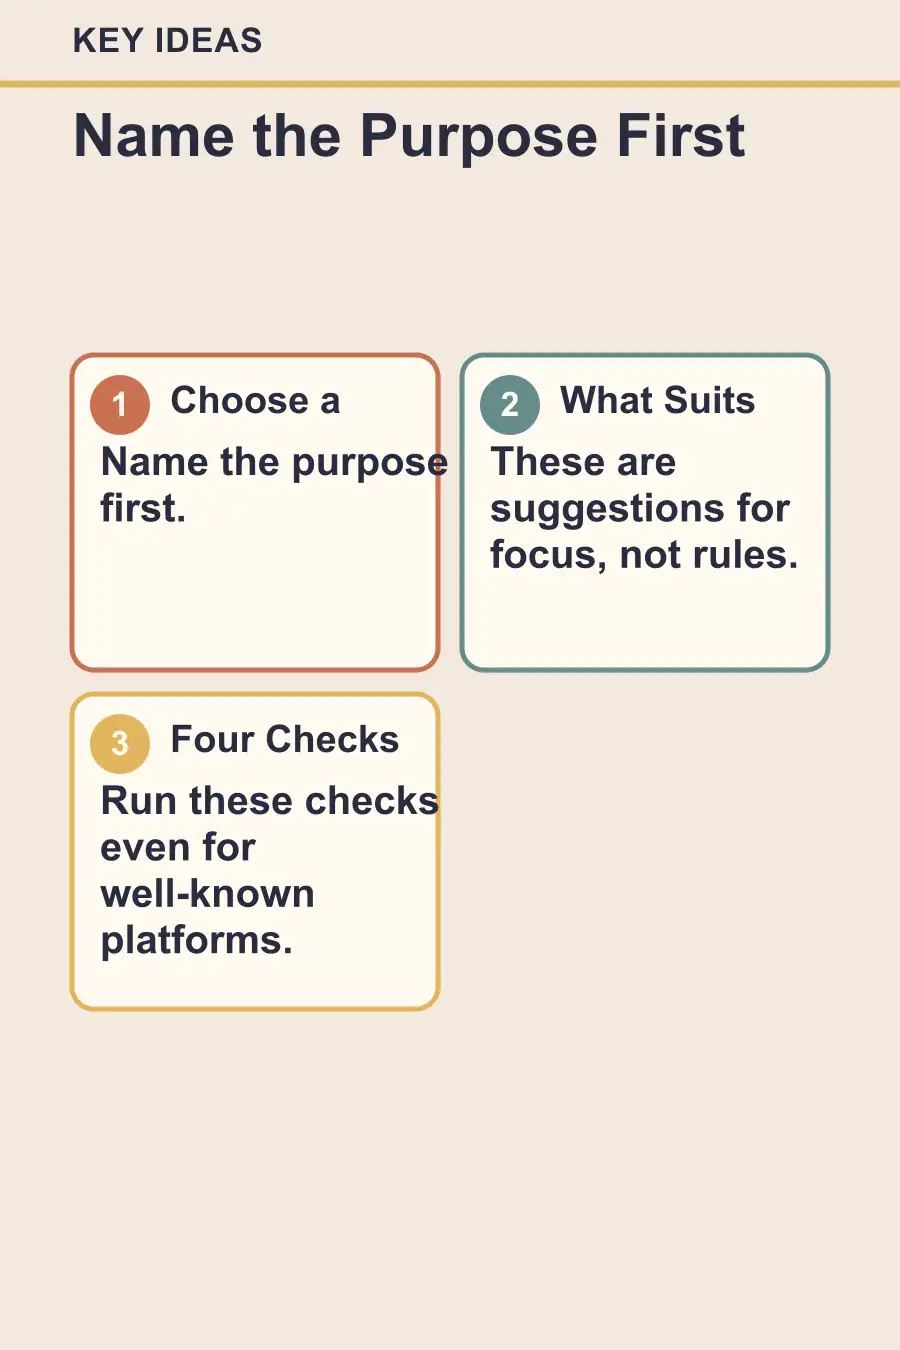 KEY IDEAS
Name the Purpose First
1
Choose a
Name the purpose
first.
2
What Suits
These are
suggestions for
focus, not rules.
3
Four Checks
Run these checks
even for
well-known
platforms.